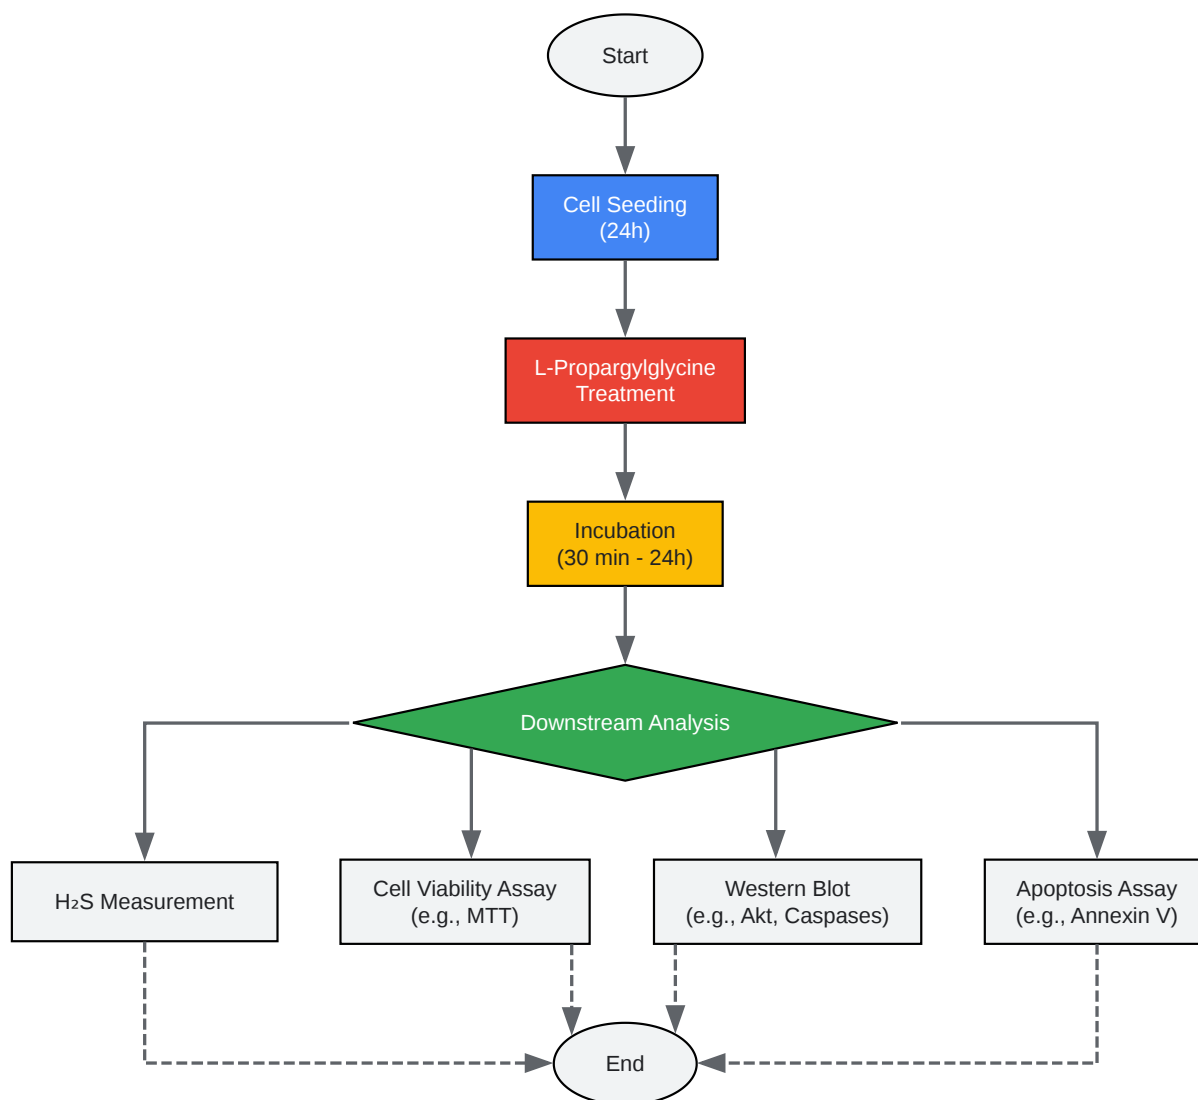 Start
Cell Seeding
(24h)
L-Propargylglycine
Treatment
Incubation
(30 min - 24h)
Downstream Analysis
H₂S Measurement
Cell Viability Assay
(e.g., MTT)
Western Blot
(e.g., Akt, Caspases)
Apoptosis Assay
(e.g., Annexin V)
End